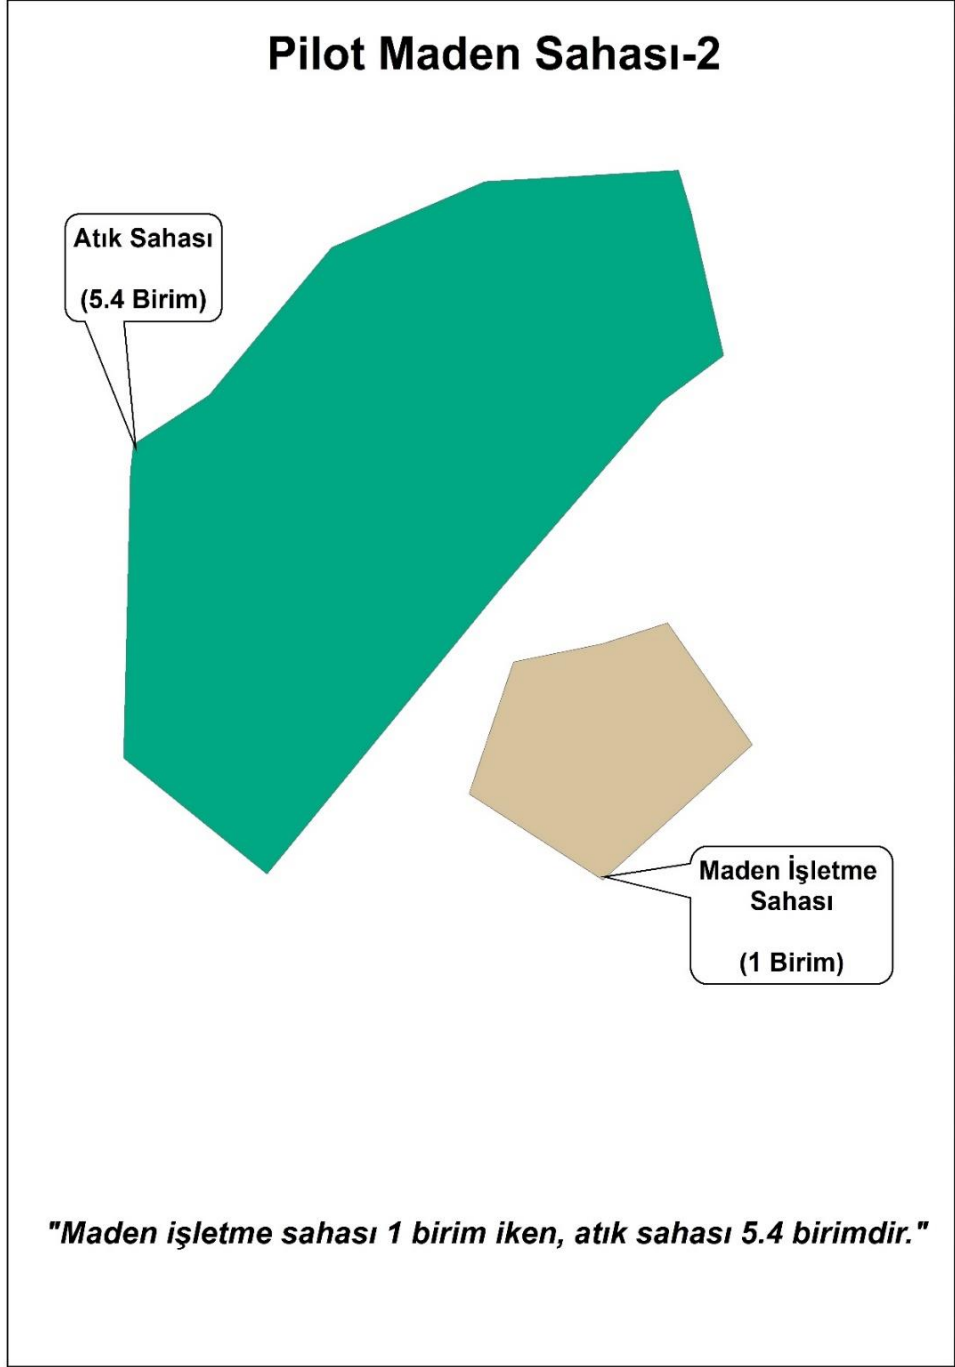 Pilot Maden Sahası-2
Atık Sahası
(5.4 Birim)
Maden İşletme
Sahası
(1 Birim)
"Maden işletme sahası 1 birim iken, atık sahası 5.4 birimdir."